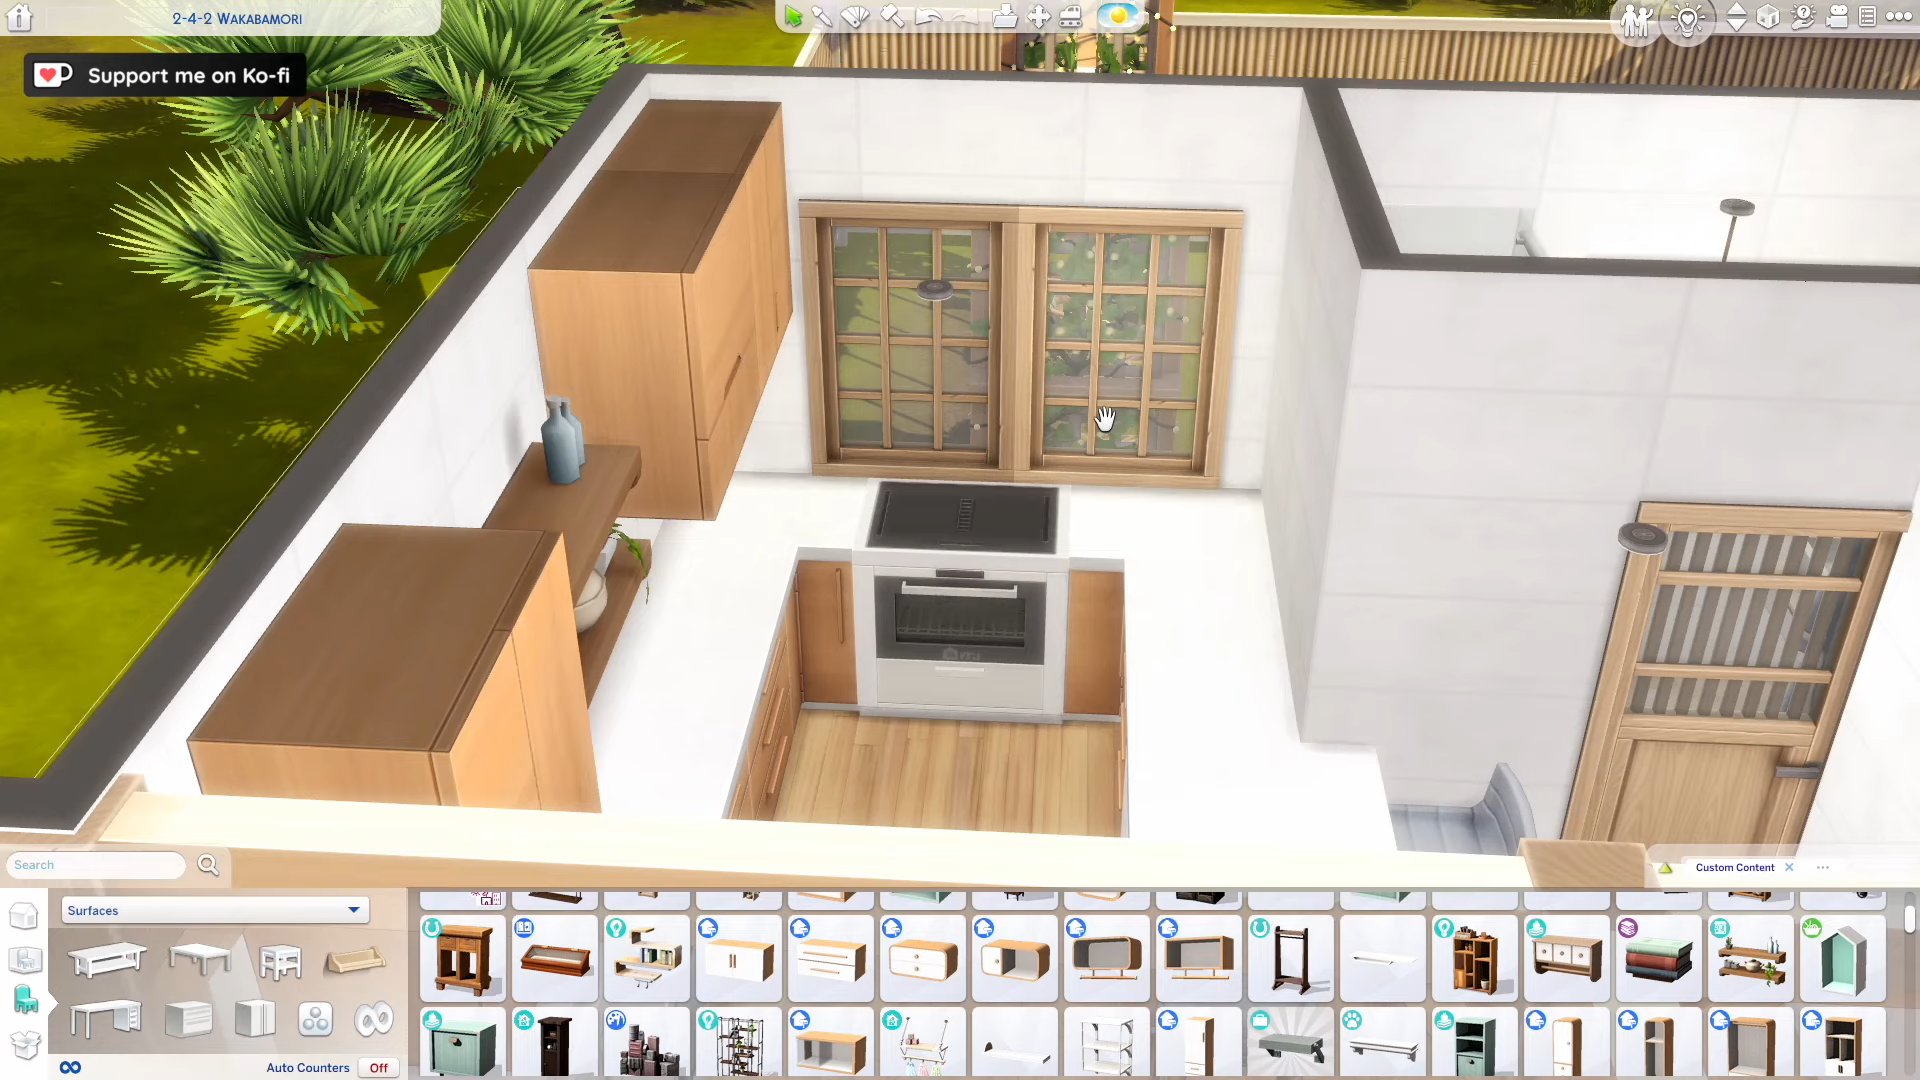 2-4-2 Wakabamori
Support me on Ko-fi
Search
Custom Content
Surfaces
Auto Counters
Off